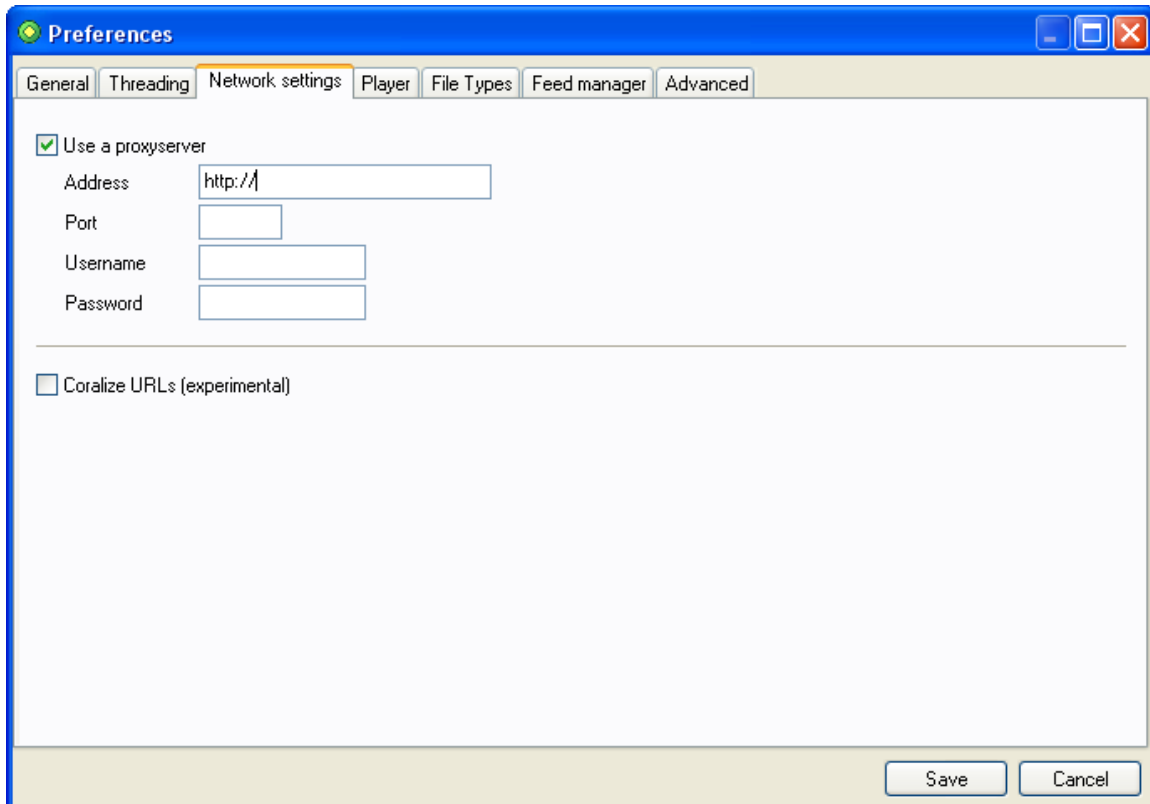 Preferences
General Threading Network settings Player File Types Feed manager Advanced
Use a proxyserver
Address http://
Port
Username
Password
Coralize URLs (experimental)
Save Cancel